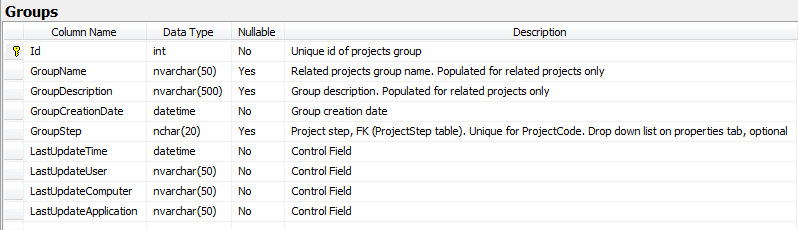 Groups
Column Name Data Type Nullable Description
Id int No Unique id of projects group
GroupName nvarchar(50) Yes Related projects group name. Populated for related projects only
GroupDescription nvarchar(500) Yes Group description. Populated for related projects only
GroupCreationDate datetime No Group creation date
GroupStep nchar(20) Yes Project step, FK (ProjectStep table). Unique for ProjectCode. Drop down list on properties tab, optional
LastUpdateTime datetime No Control Field
LastUpdateUser nvarchar(50) No Control Field
LastUpdateComputer nvarchar(50) No Control Field
LastUpdateApplication nvarchar(50) No Control Field